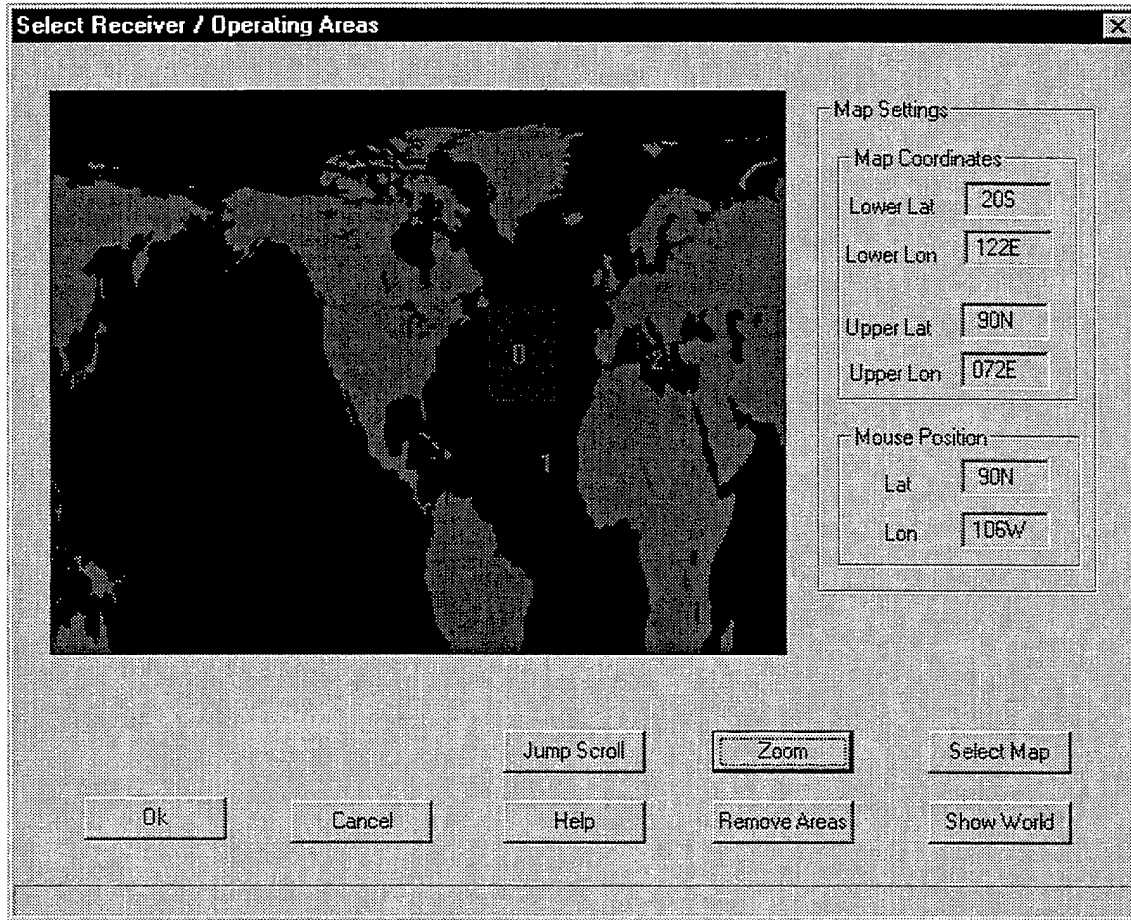 Select Receiver / Operating Areas
Map Settings
Map Coordinates
Lower Lat 20S
Lower Lon 122E
Upper Lat 90N
Upper Lon 072E
0
2
1
Mouse Position
Lat 90N
Lon 106W
Jump Scroll Zoom Select Map
Ok Cancel Help Remove Areas Show World